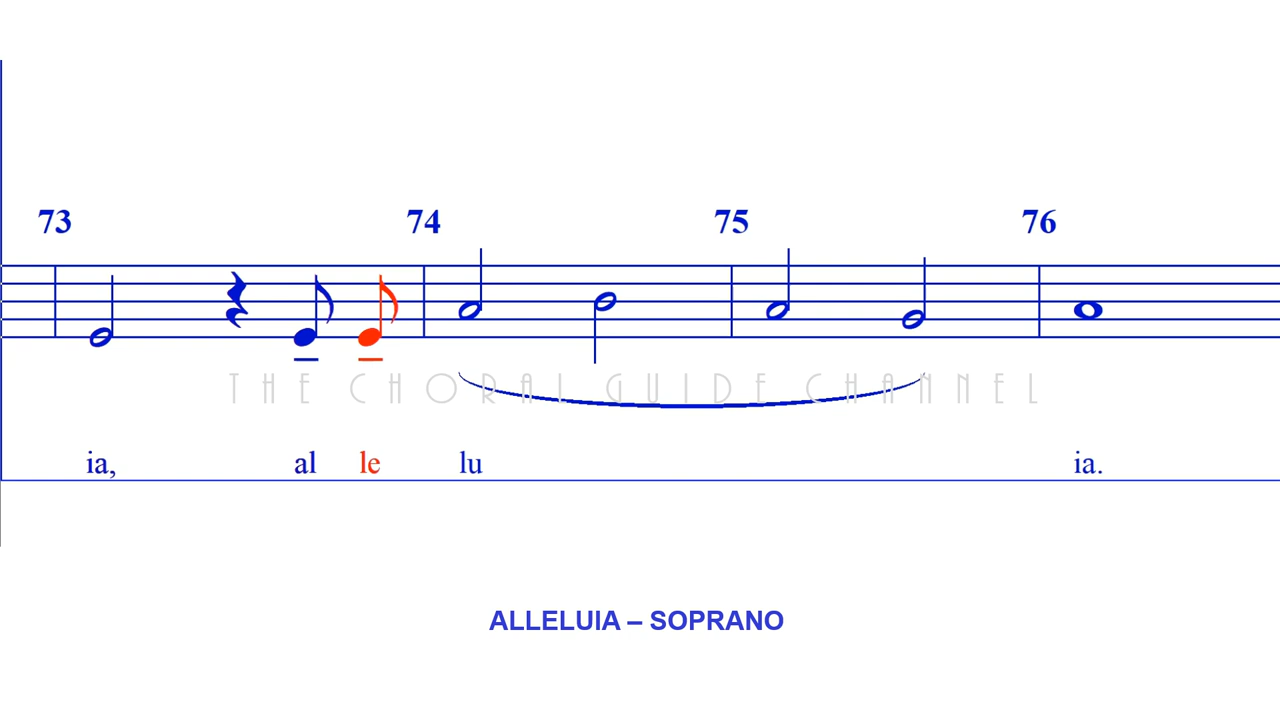 73 74 75 76
THE CHORAL GUIDE CHANNEL
ia, al le lu ia.
ALLELUIA – SOPRANO